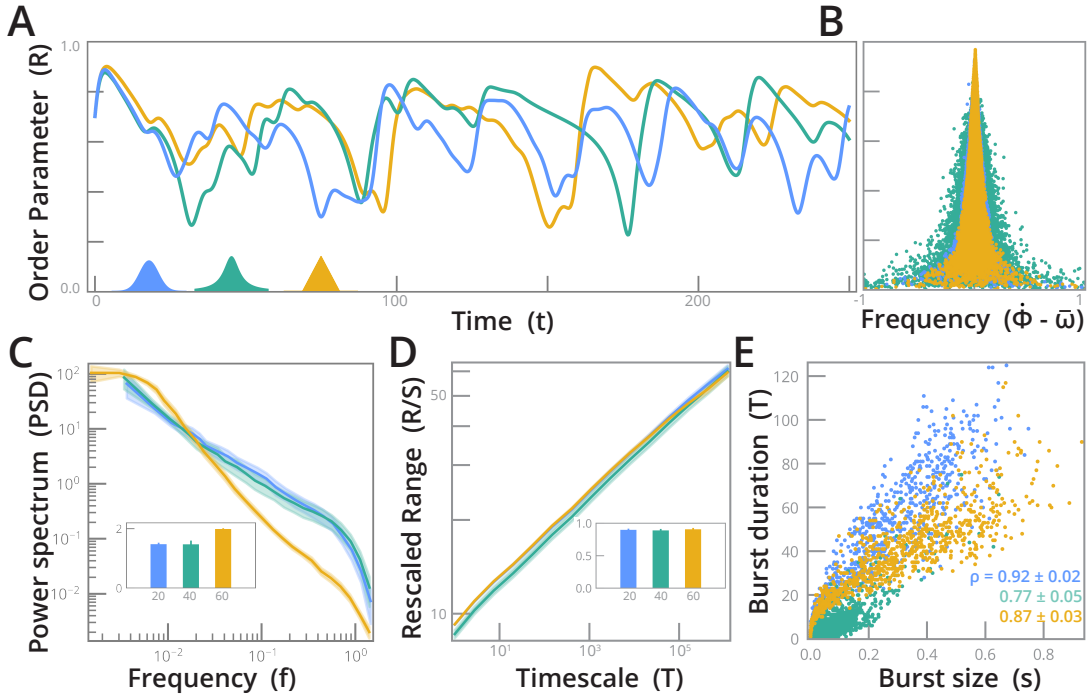 A
B
1.0
Order Parameter (R)
0.0
0
100
200
Time (t)
-1
1
Frequency (Φ̇ - ω̄)
C
D
E
Power spectrum (PSD)
10²
10¹
10⁰
10⁻¹
10⁻²
2
0
20
40
60
10⁻²
10⁻¹
10⁰
Frequency (f)
Rescaled Range (R/S)
50
10
1.0
0.5
0.0
20
40
60
10¹
10³
10⁵
Timescale (T)
Burst duration (T)
120
100
80
60
40
20
0
ρ = 0.92 ± 0.02
0.77 ± 0.05
0.87 ± 0.03
0.0
0.2
0.4
0.6
0.8
Burst size (s)